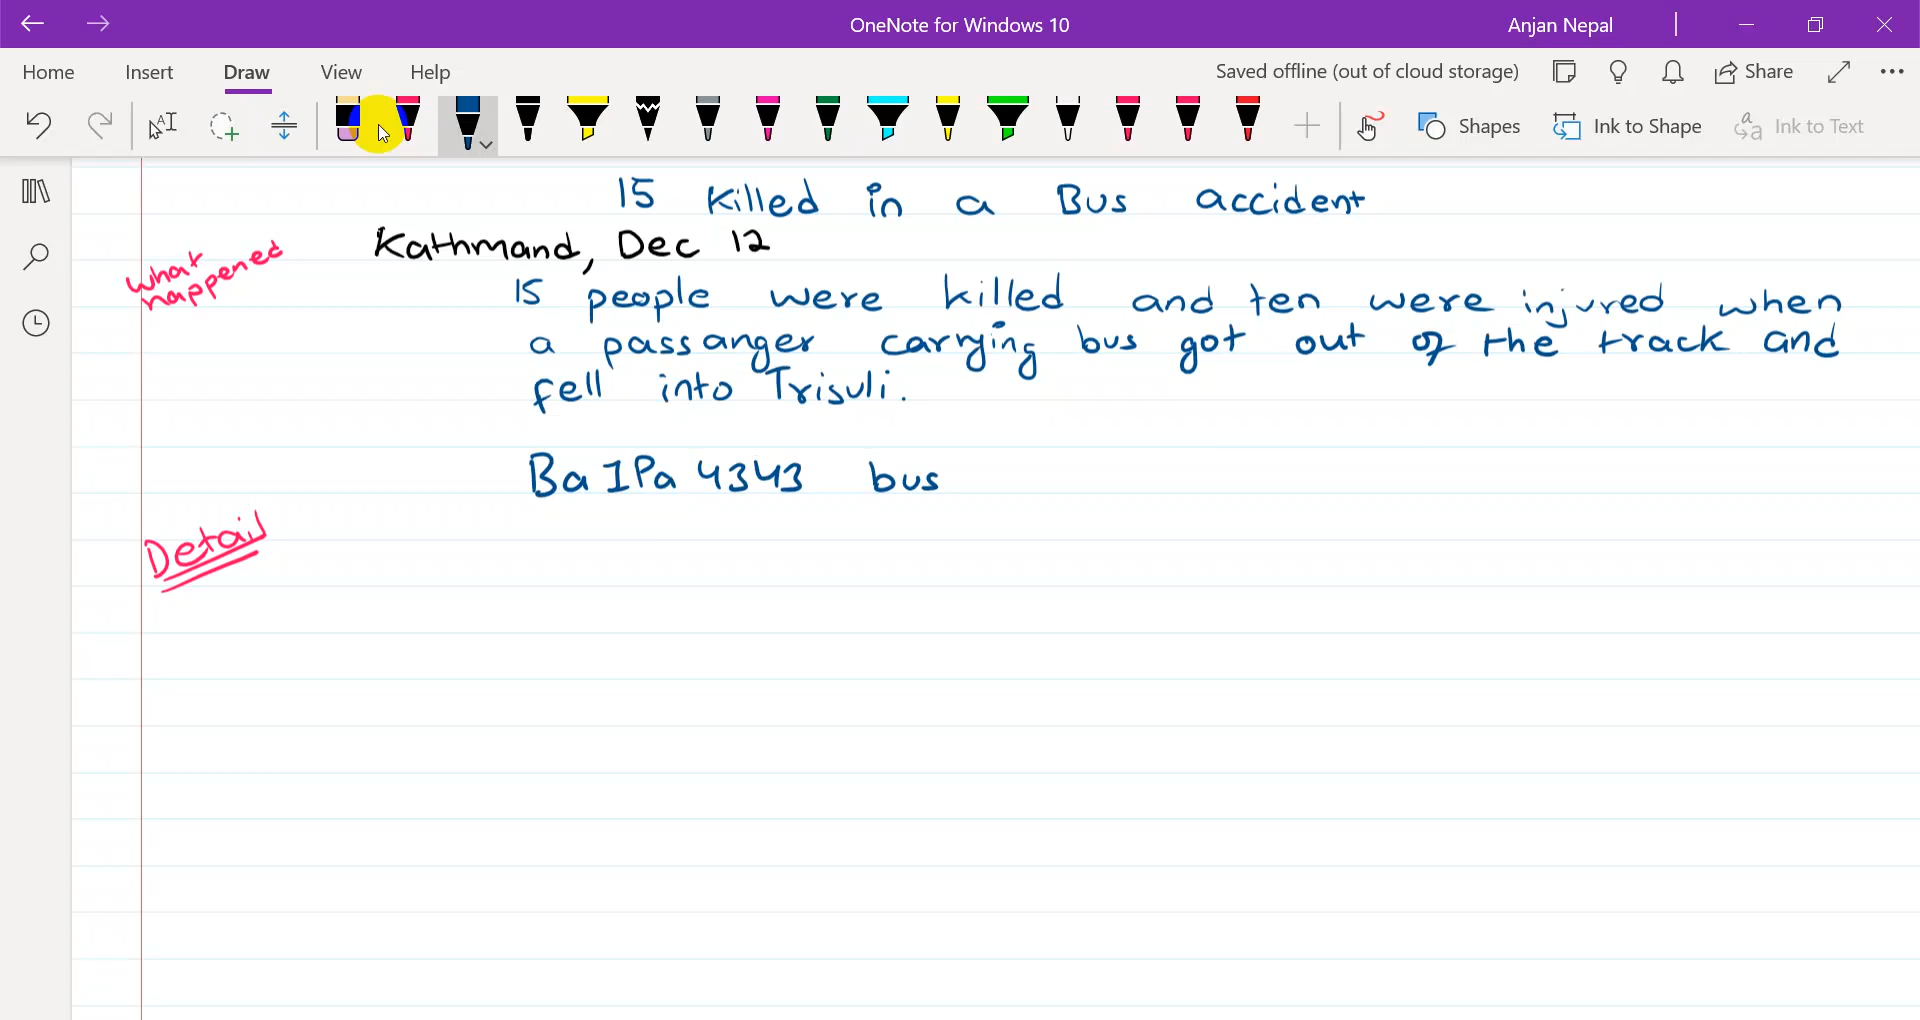 OneNote for Windows 10
Anjan Nepal
Home Insert Draw View Help
Saved offline (out of cloud storage) Share
Shapes Ink to Shape Ink to Text
15 Killed in a Bus accident
Kathmand, Dec 12
what
happened
15 people were killed and ten were injured when
a passanger carrying bus got out of the track and
fell into Trisuli.
Ba 1 Pa 4343 bus
Detail